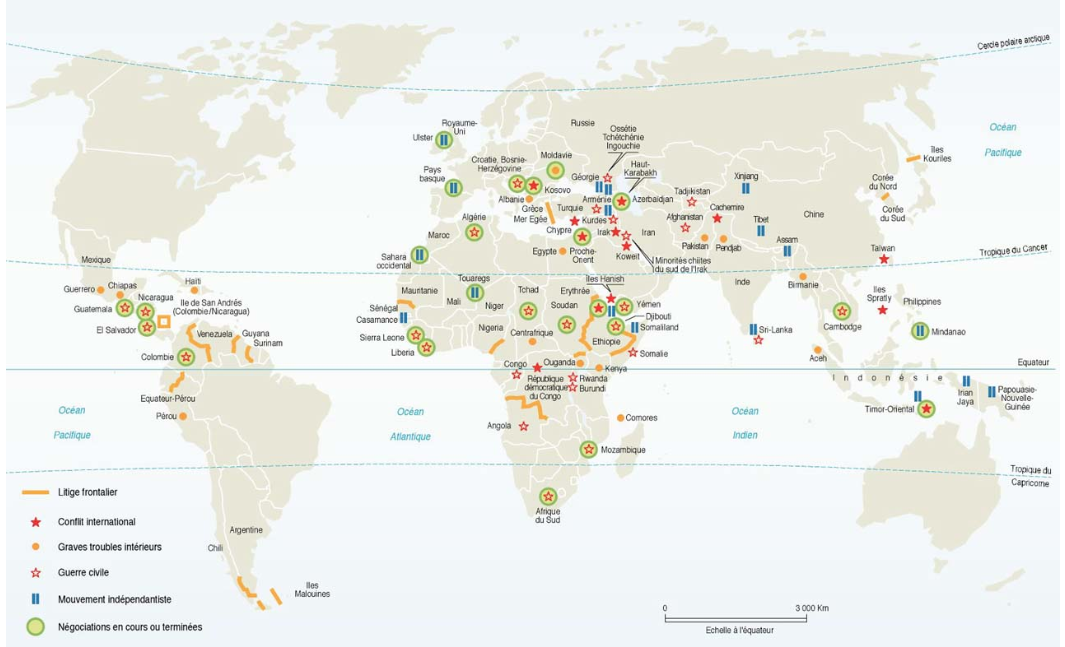 Cercle polaire arctique
Royaume-
Uni
Ulster
Russie
Ossétie
Tchétchénie
Ingouchie
Océan
Pacifique
Iles
Kouriles
Pays
basque
Croatie, Bosnie-
Herzégovine
Moldavie
Kosovo
Albanie
Grèce
Mer Egée
Géorgie
Haut-
Karabakh
Arménie
Azerbaïdjan
Turquie
Kurdes
Chypre
Tadjikistan
Xinjiang
Cachemire
Afghanistan
Corée
du Nord
Corée
du Sud
Chine
Tibet
Algérie
Maroc
Irak
Iran
Pakistan
Pendjab
Assam
Taiwan
Tropique du Cancer
Egypte
Proche-
Orient
Koweit
Minorités chiites
du sud de l'Irak
Sahara
occidental
Mexique
Guerrero
Chiapas
Haïti
Guatemala
Nicaragua
Ile de San Andrés
(Colombie/Nicaragua)
El Salvador
Mauritanie
Touaregs
Mali
Niger
Tchad
Erythrée
Iles Hanish
Soudan
Yémen
Inde
Birmanie
Iles
Spratly
Philippines
Sénégal
Casamance
Djibouti
Somaliland
Cambodge
Mindanao
Venezuela
Guyana
Surinam
Sierra Leone
Liberia
Nigeria
Centrafrique
Ethiopie
Sri-Lanka
Colombie
Somalie
Aceh
Congo
Ouganda
Kenya
Equateur
République
démocratique
du Congo
Rwanda
Burundi
Indonésie
Equateur-Pérou
Irian
Jaya
Papouasie-
Nouvelle-
Guinée
Océan
Pacifique
Pérou
Océan
Atlantique
Angola
Comores
Océan
Indien
Timor-Oriental
Mozambique
Tropique du
Capricorne
Afrique
du Sud
Litige frontalier
Conflit international
Graves troubles intérieurs
Guerre civile
Mouvement indépendantiste
Négociations en cours ou terminées
Argentine
Chili
Iles
Malouines
0 3 000 Km
Echelle à l'équateur